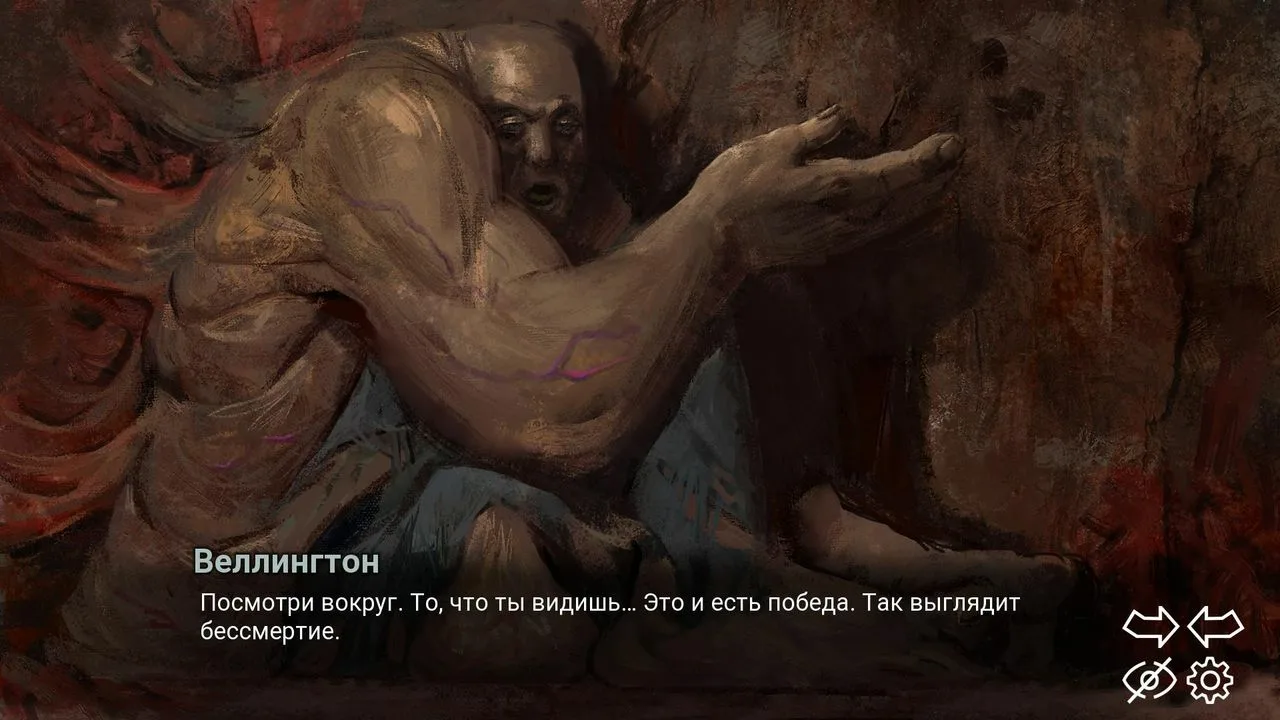 Веллингтон
Посмотри вокруг. То, что ты видишь... Это и есть победа. Так выглядит
бессмертие.